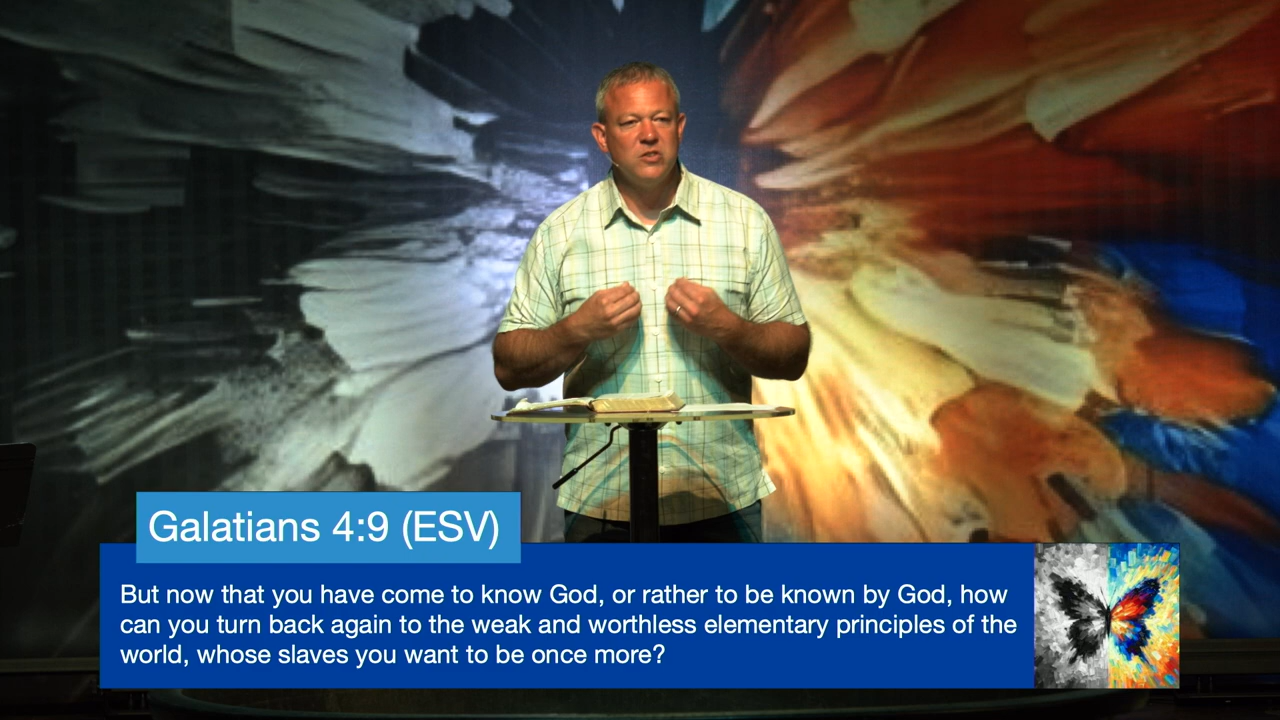 Galatians 4:9 (ESV)
But now that you have come to know God, or rather to be known by God, how
can you turn back again to the weak and worthless elementary principles of the
world, whose slaves you want to be once more?